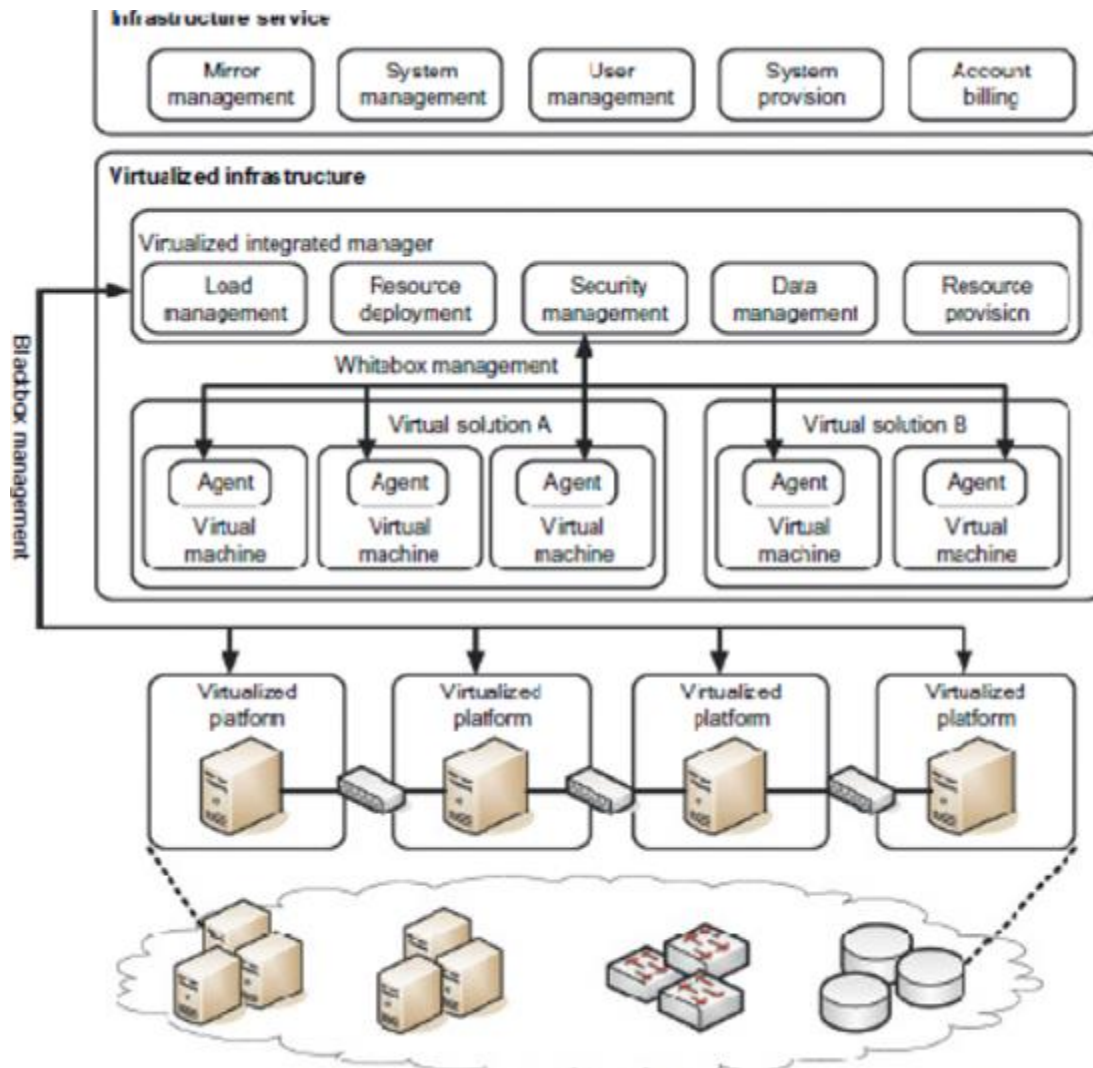 Infrastructure service
Mirror
management
System
management
User
management
System
provision
Account
billing
Virtualized infrastructure
Virtualized integrated manager
Load
management
Resource
deployment
Security
management
Data
management
Resource
provision
Blackbox management
Whitebox management
Virtual solution A
Virtual solution B
Agent
Virtual
machine
Agent
Virtual
machine
Agent
Virtual
machine
Agent
Virtual
machine
Agent
Virtual
machine
Virtualized
platform
Virtualized
platform
Virtualized
platform
Virtualized
platform